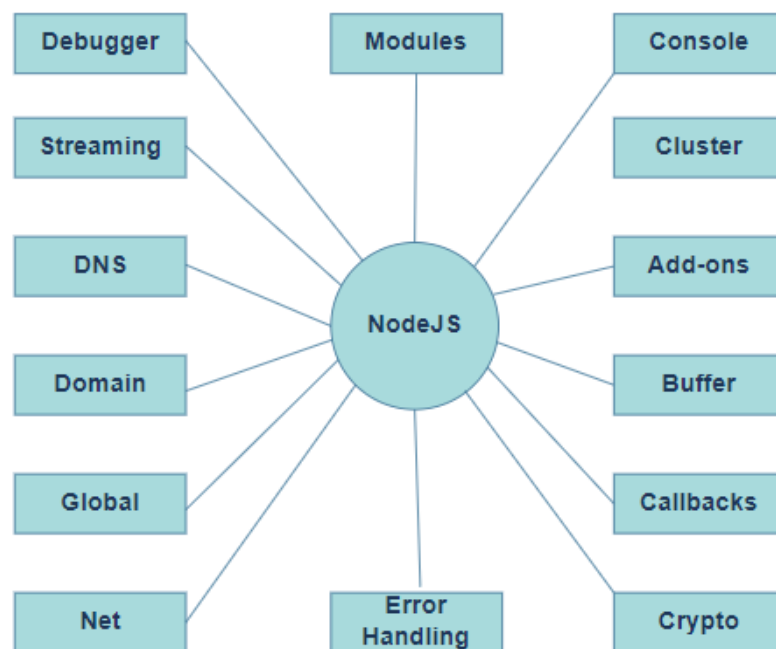 Debugger
Modules
Console
Streaming
Cluster
DNS
Add-ons
NodeJS
Domain
Buffer
Global
Callbacks
Net
Error
Handling
Crypto